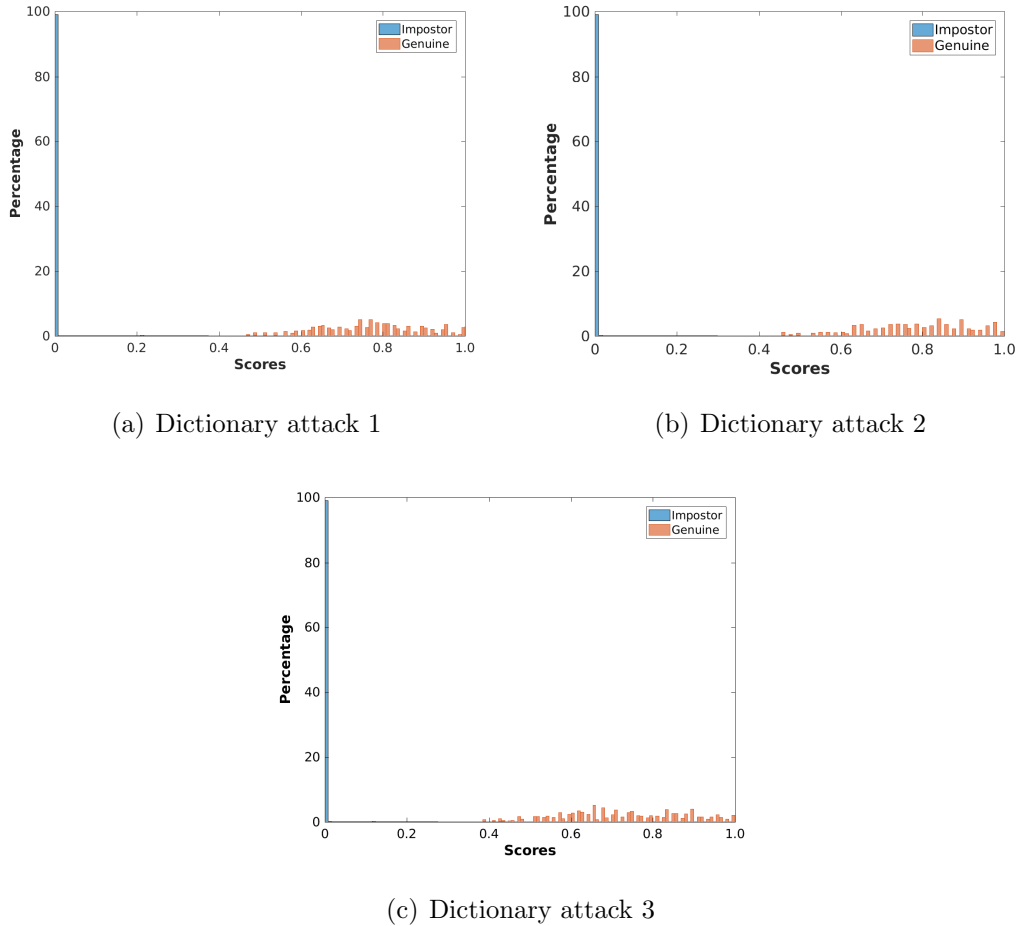 100
80
60
40
20
0
Percentage
Impostor
Genuine
0 0.2 0.4 0.6 0.8 1.0
Scores
(a) Dictionary attack 1
100
80
60
40
20
0
Percentage
Impostor
Genuine
0 0.2 0.4 0.6 0.8 1.0
Scores
(b) Dictionary attack 2
100
80
60
40
20
0
Percentage
Impostor
Genuine
0 0.2 0.4 0.6 0.8 1.0
Scores
(c) Dictionary attack 3